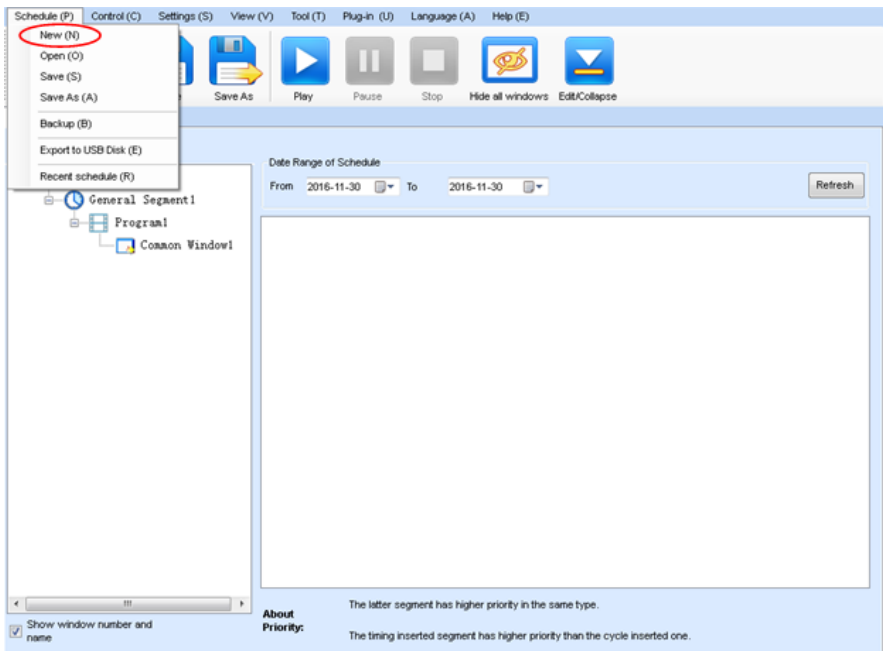 Schedule (P) Control (C) Settings (S) View (V) Tool (T) Plug-in (U) Language (A) Help (E)
New (N)
Open (O)
Save (S)
Save As (A)
Backup (B)
Export to USB Disk (E)
Recent schedule (R)
Save As Play Pause Stop Hide all windows Edit/Collapse
Date Range of Schedule
From 2016-11-30 To 2016-11-30 Refresh
General Segment1
Program1
Common Window1
Show window number and
name
About
Priority:
The latter segment has higher priority in the same type.
The timing inserted segment has higher priority than the cycle inserted one.